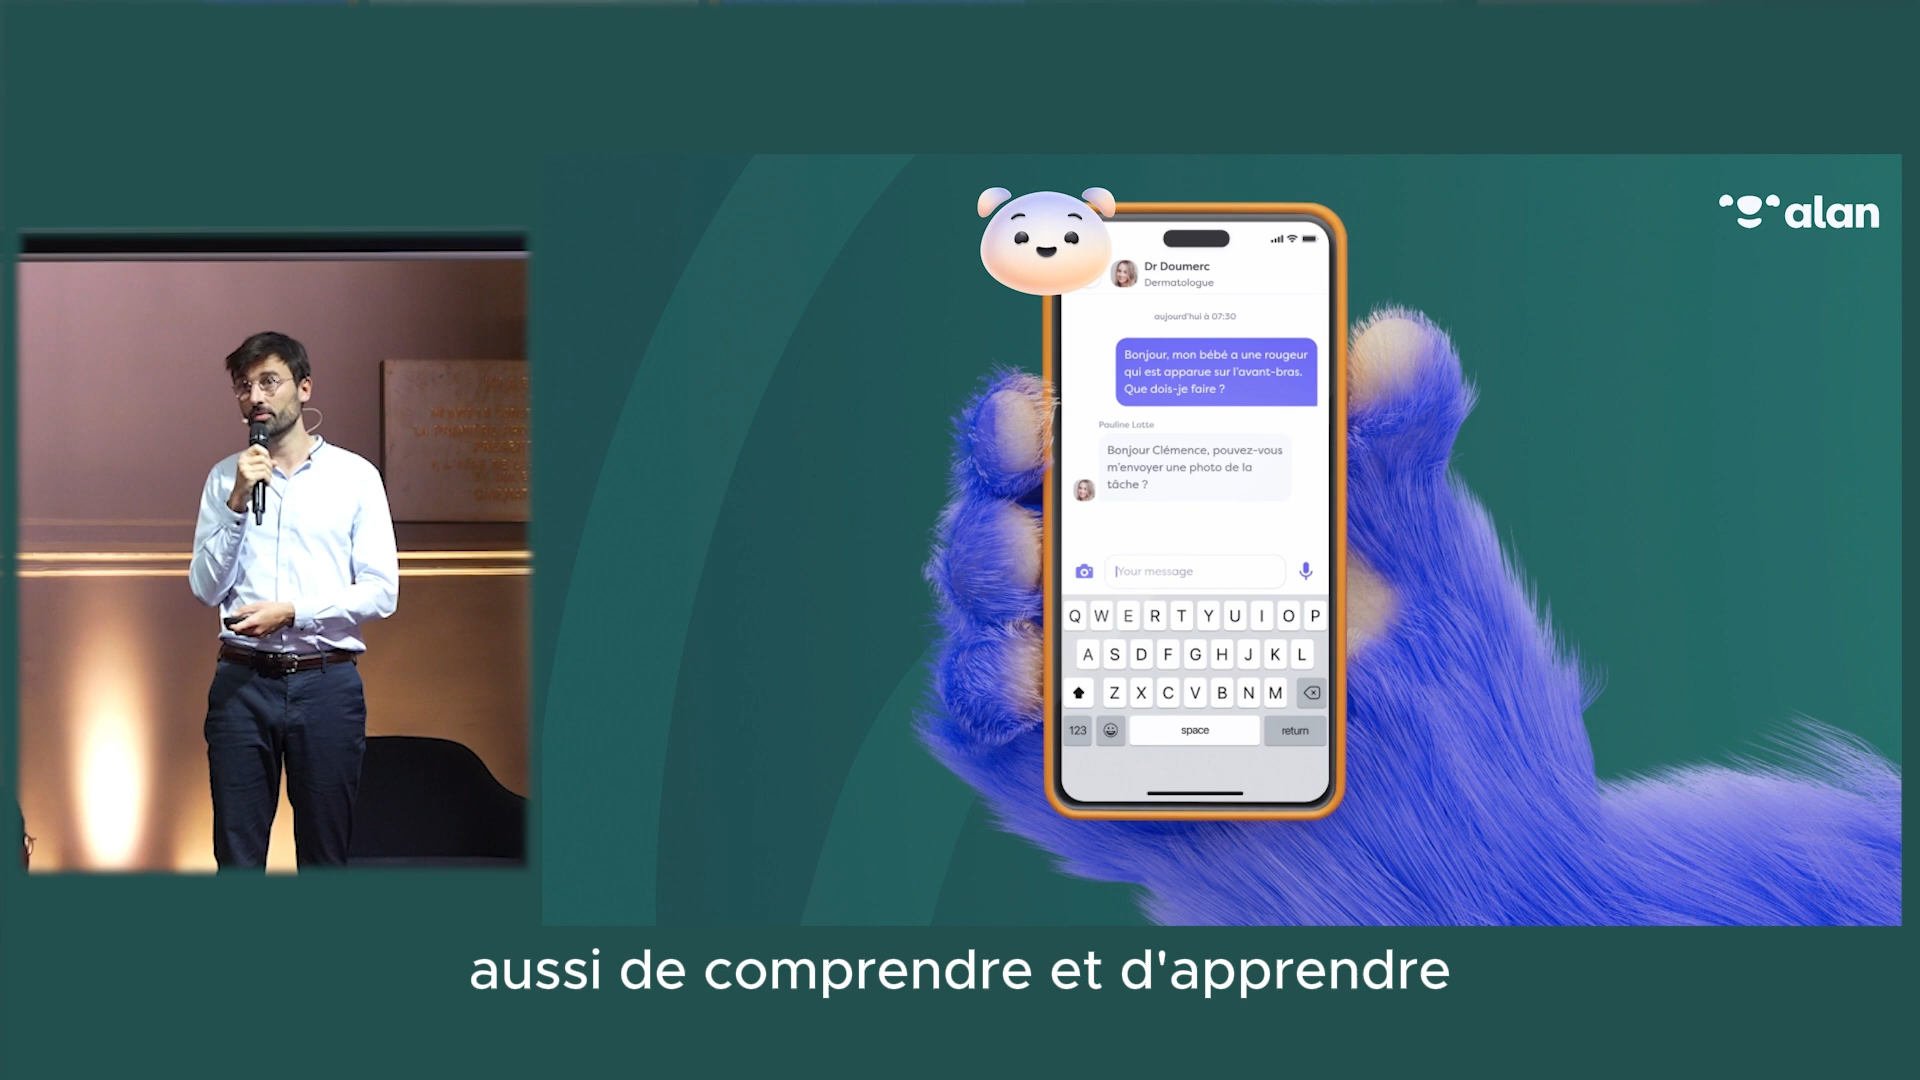 alan
Dr Doumerc
Dermatologue
aujourd'hui à 07:30
Bonjour, mon bébé a une rougeur
qui est apparue sur l'avant-bras.
Que dois-je faire ?
Pauline Lotte
Bonjour Clémence, pouvez-vous
m'envoyer une photo de la
tâche ?
Your message
Q W E R T Y U I O P
A S D F G H J K L
Z X C V B N M
123 space return
aussi de comprendre et d'apprendre